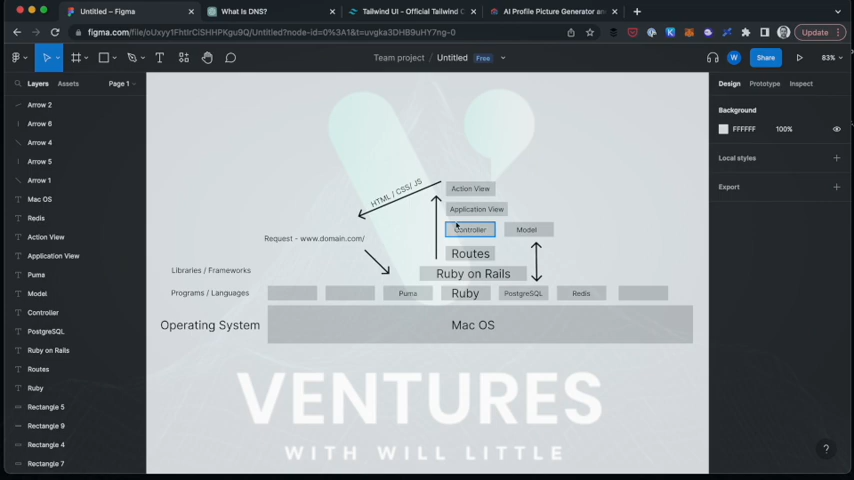 Untitled – Figma
What Is DNS?
Tailwind UI - Official Tailwind C
AI Profile Picture Generator an
figma.com/file/oUxyy1FhtIrCiSHHPKgu9Q/Untitled?node-id=0%3A1&t=uvgka3DHB9uHY7ng-0
Update
Team project / Untitled Free
W
Share
83%
Layers Assets Page 1
Design Prototype Inspect
Arrow 2
Arrow 6
Arrow 4
Arrow 5
Arrow 1
Mac OS
Redis
Action View
Application View
Puma
Model
Controller
PostgreSQL
Ruby on Rails
Routes
Ruby
Rectangle 5
Rectangle 9
Rectangle 4
Rectangle 7
Background
FFFFFF 100%
Local styles
Export
HTML / CSS/ JS
Action View
Application View
Controller Model
Request - www.domain.com/
Routes
Libraries / Frameworks Ruby on Rails
Programs / Languages Puma Ruby PostgreSQL Redis
Operating System Mac OS
VENTURES
WITH WILL LITTLE
?